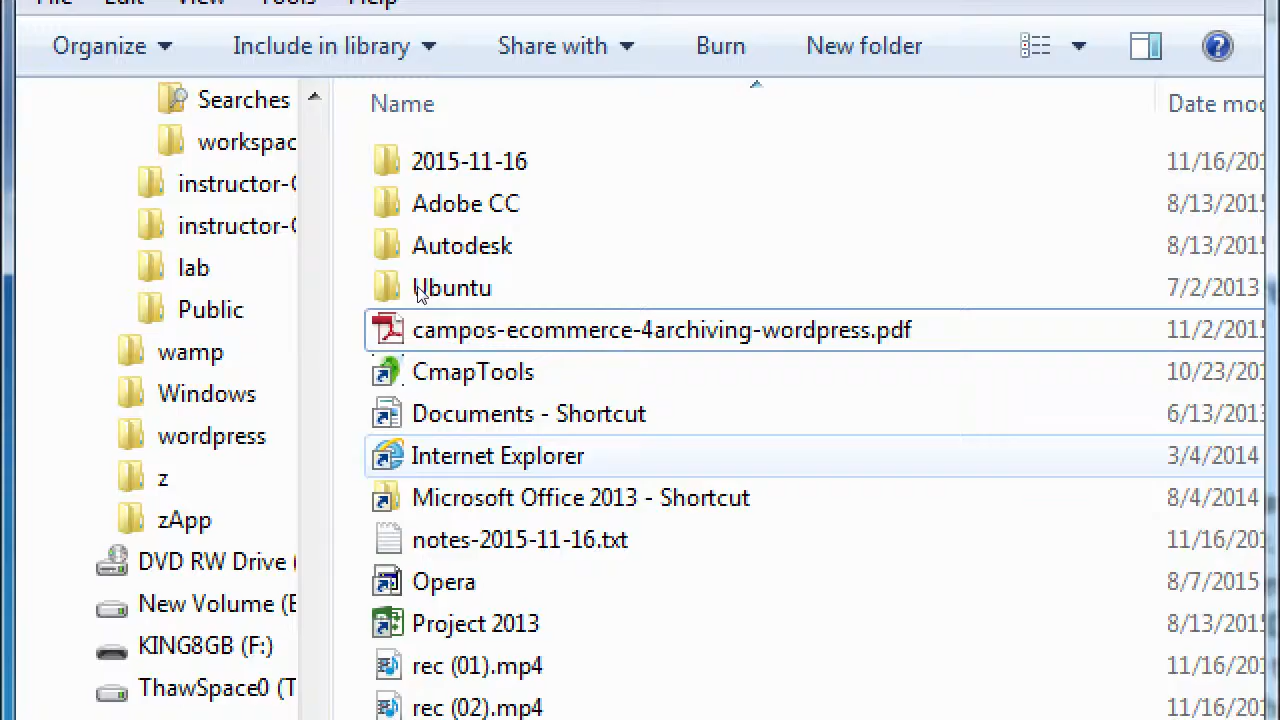 File Edit View Tools Help
Organize Include in library Share with Burn New folder
Name Date mod
Searches
workspac
instructor-
instructor-
lab
Public
wamp
Windows
wordpress
z
zApp
DVD RW Drive (
New Volume (E
KING8GB (F:)
ThawSpace0 (T
2015-11-16 11/16/201
Adobe CC 8/13/2015
Autodesk 8/13/2015
Ubuntu 7/2/2013
campos-ecommerce-4archiving-wordpress.pdf 11/2/2015
CmapTools 10/23/201
Documents - Shortcut 6/13/2013
Internet Explorer 3/4/2014
Microsoft Office 2013 - Shortcut 8/4/2014
notes-2015-11-16.txt 11/16/201
Opera 8/7/2015
Project 2013 8/13/2015
rec (01).mp4 11/16/201
rec (02).mp4 11/16/201